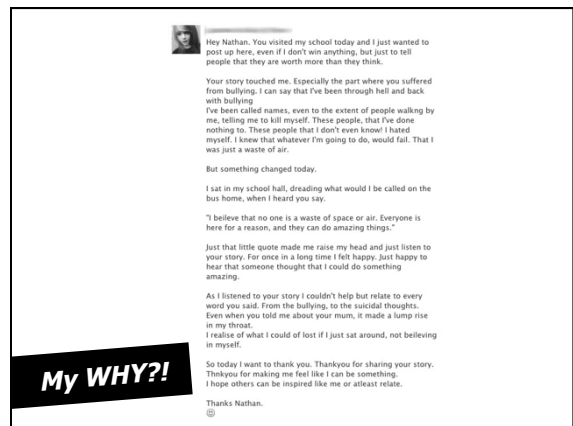 Hey Nathan. You visited my school today and I just wanted to
post up here, even if I don't win anything, but just to tell
people that they are worth more than they think.
Your story touched me. Especially the part where you suffered
from bullying. I can say that I've been through hell and back
with bullying
I've been called names, even to the extent of people walkng by
me, telling me to kill myself. These people, that I've done
nothing to. These people that I don't even know! I hated
myself. I knew that whatever I'm going to do, would fail. That I
was just a waste of air.
But something changed today.
I sat in my school hall, dreading what would I be called on the
bus home, when I heard you say.
"I beileve that no one is a waste of space or air. Everyone is
here for a reason, and they can do amazing things."
Just that little quote made me raise my head and just listen to
your story. For once in a long time I felt happy. Just happy to
hear that someone thought that I could do something
amazing.
As I listened to your story I couldn't help but relate to every
word you said. From the bullying, to the suicidal thoughts.
Even when you told me about your mum, it made a lump rise
in my throat.
I realise of what I could of lost if I just sat around, not beileving
in myself.
So today I want to thank you. Thankyou for sharing your story.
Thnkyou for making me feel like I can be something.
I hope others can be inspired like me or atleast relate.
Thanks Nathan.
My WHY?!